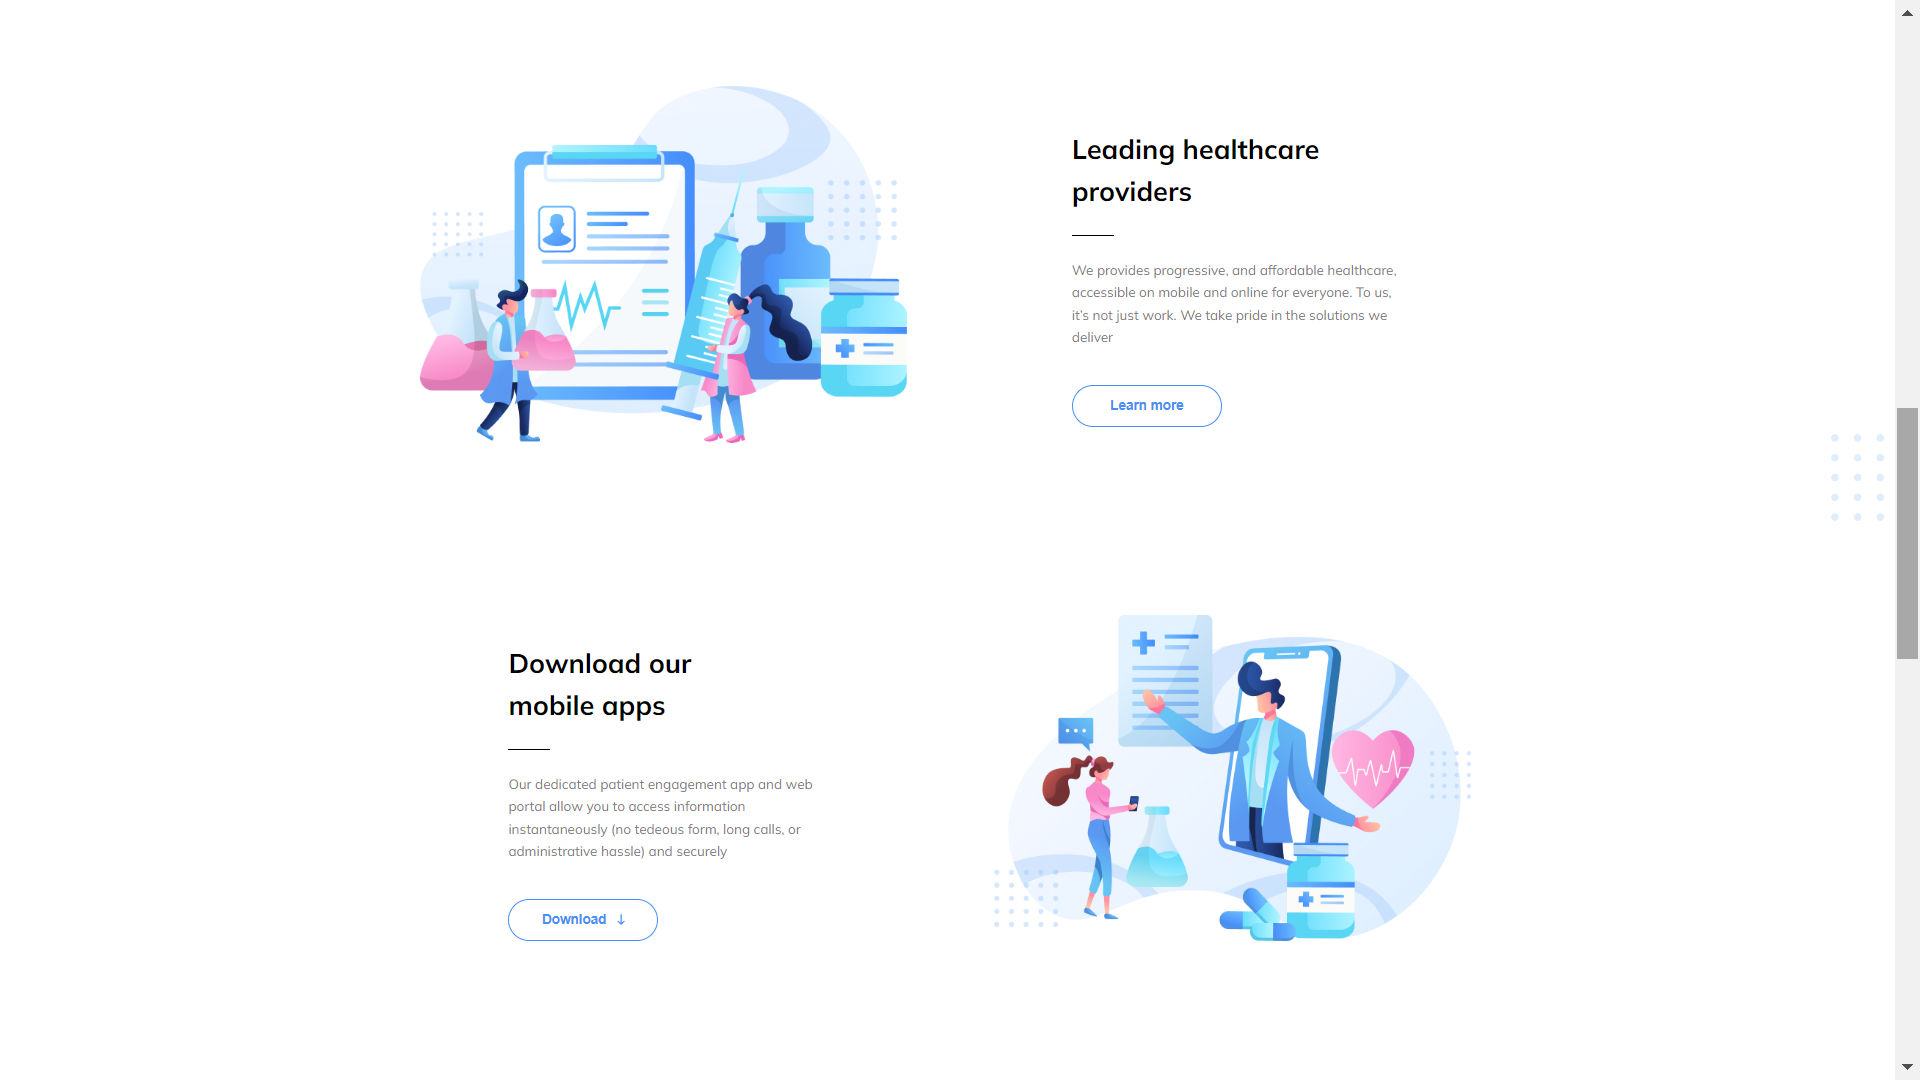 Leading healthcare
providers
We provides progressive, and affordable healthcare,
accessible on mobile and online for everyone. To us,
it's not just work. We take pride in the solutions we
deliver
Learn more
Download our
mobile apps
Our dedicated patient engagement app and web
portal allow you to access information
instantaneously (no tedeous form, long calls, or
administrative hassle) and securely
Download ↓